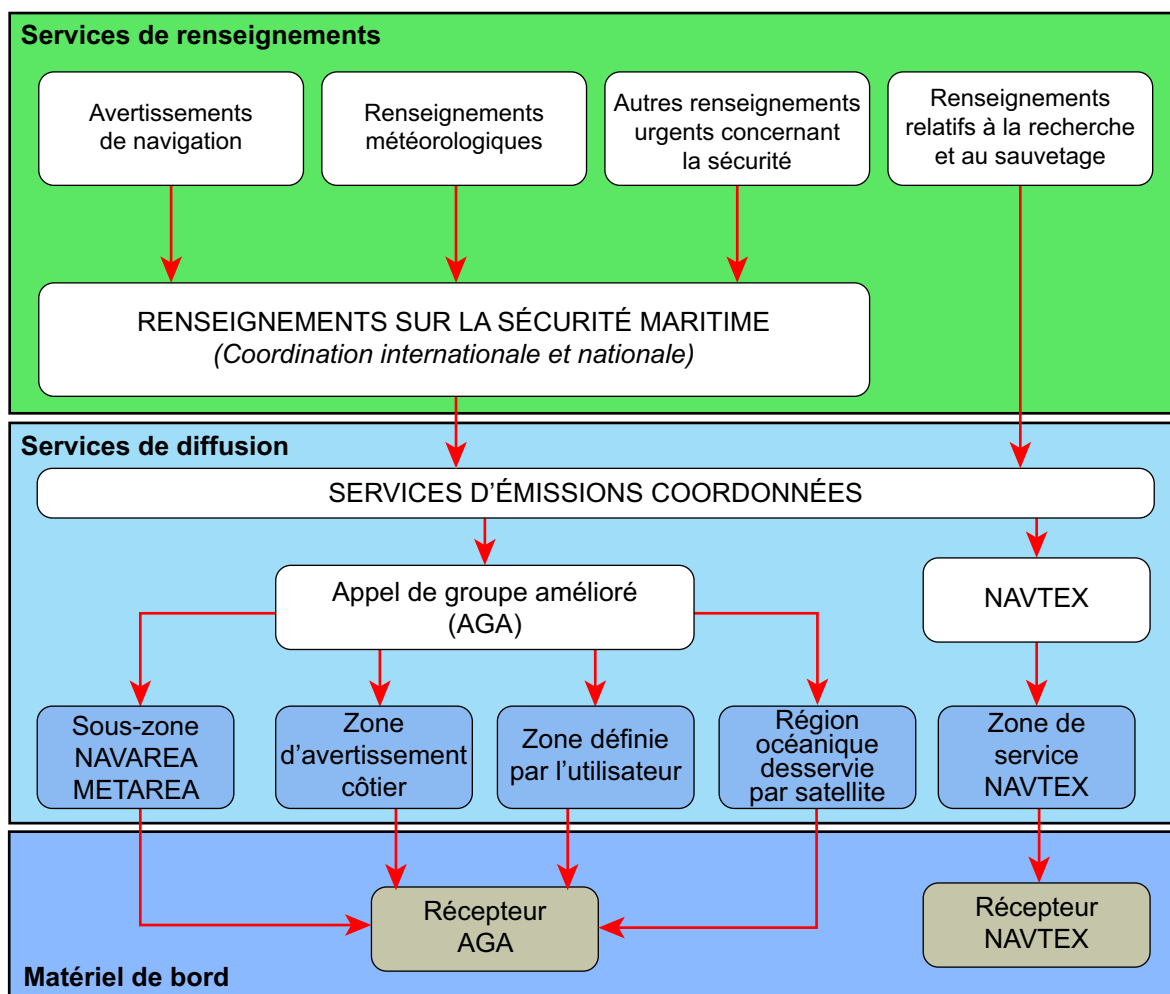 Services de renseignements
Avertissements
de navigation
Renseignements
météorologiques
Autres renseignements
urgents concernant
la sécurité
Renseignements
relatifs à la recherche
et au sauvetage
RENSEIGNEMENTS SUR LA SÉCURITÉ MARITIME
(Coordination internationale et nationale)
Services de diffusion
SERVICES D’ÉMISSIONS COORDONNÉES
Appel de groupe amélioré
(AGA)
NAVTEX
Sous-zone
NAVAREA
METAREA
Zone
d’avertissement
côtier
Zone définie
par l’utilisateur
Région
océanique
desservie
par satellite
Zone de
service
NAVTEX
Récepteur
AGA
Récepteur
NAVTEX
Matériel de bord